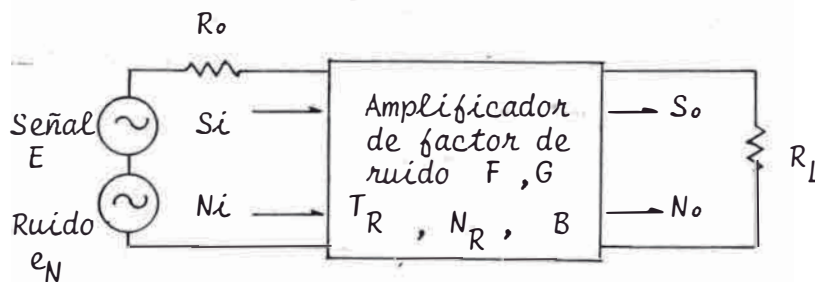 Ro
Señal
E
Si
Amplificador
de factor de
ruido F , G
So
RL
Ruido
eN
Ni
TR , NR , B
No